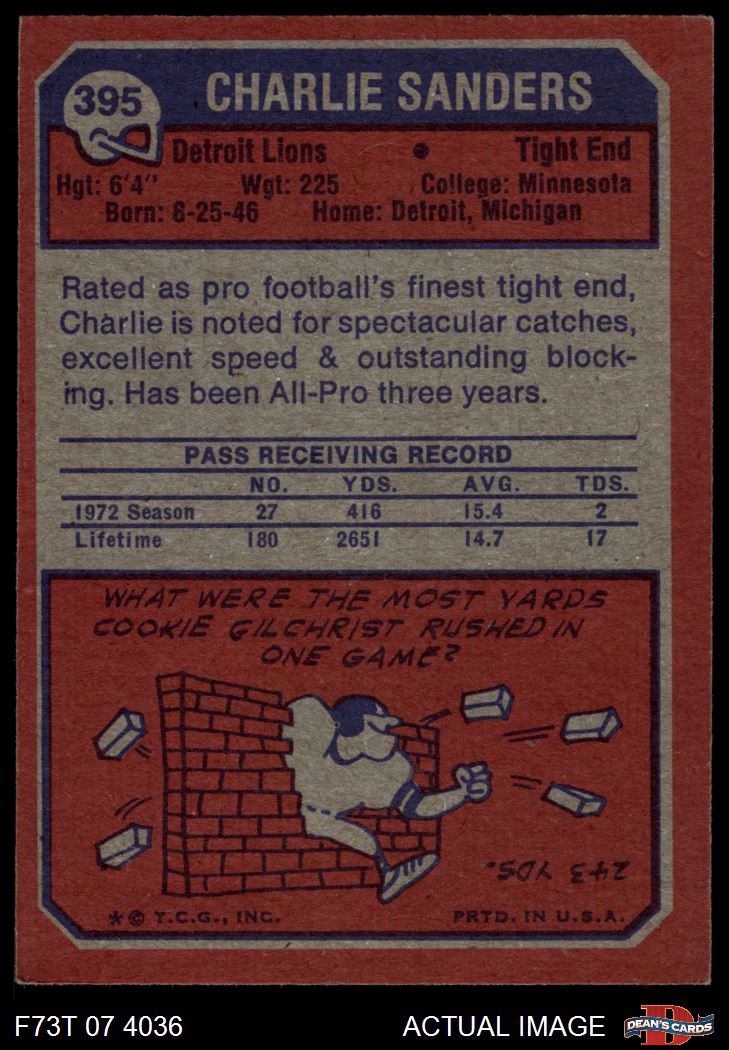 395
CHARLIE SANDERS
Detroit Lions • Tight End
Hgt: 6'4" Wgt: 225 College: Minnesota
Born: 8-25-46 Home: Detroit, Michigan
Rated as pro football's finest tight end,
Charlie is noted for spectacular catches,
excellent speed & outstanding block-
ing. Has been All-Pro three years.
PASS RECEIVING RECORD
NO. YDS. AVG. TDS.
1972 Season 27 416 15.4 2
Lifetime 180 2651 14.7 17
WHAT WERE THE MOST YARDS
COOKIE GILCHRIST RUSHED IN
ONE GAME?
243 YDS.
* © T.C.G., INC. PRTD. IN U.S.A.
F73T 07 4036 ACTUAL IMAGE
D
DEAN'S CARDS